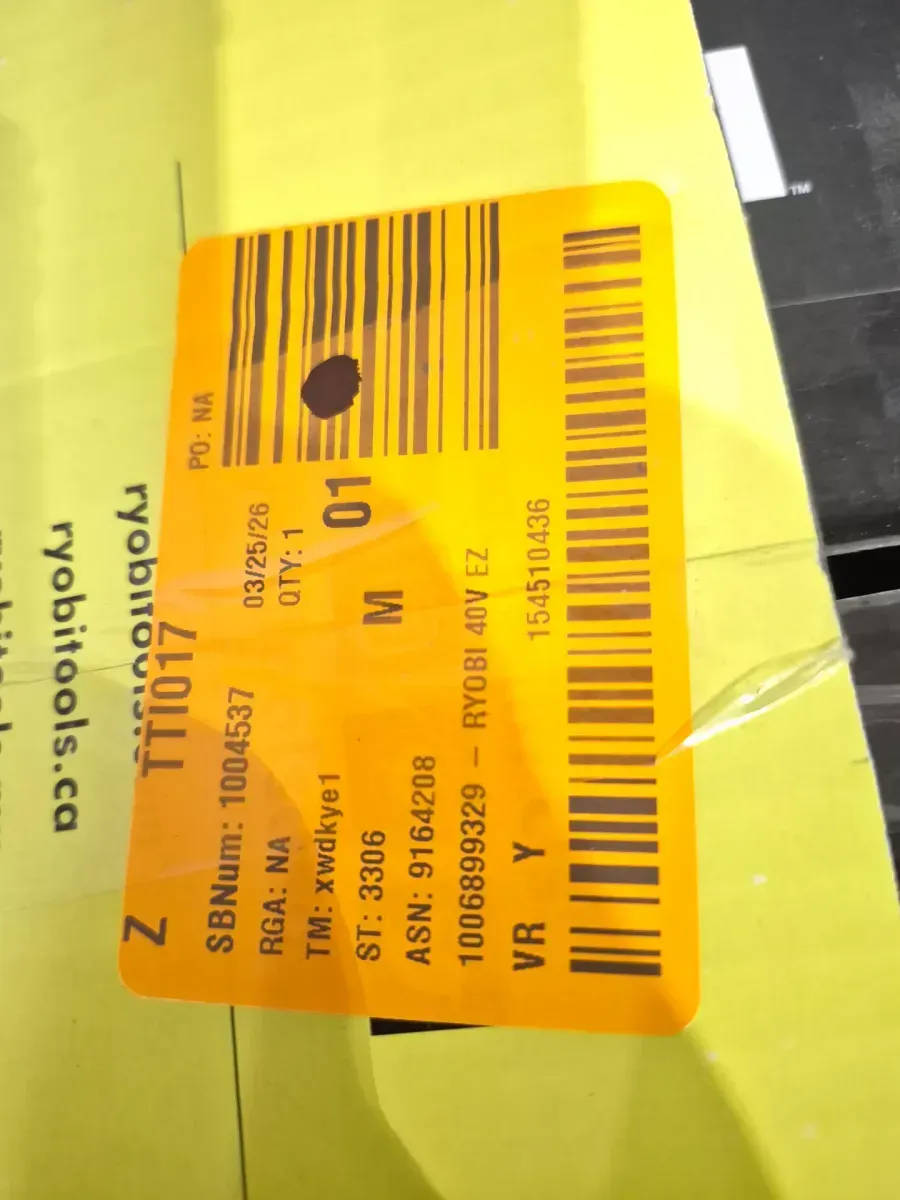 Z TTI017 PO: NA
SBNum: 1004537 03/25/26
RGA: NA QTY: 1
TM: xwdkye1
ST: 3306 M 01
ASN: 9164208
1006899329 – RYOBI 40V EZ
VR Y 154510436
ryobitools.ca
TM